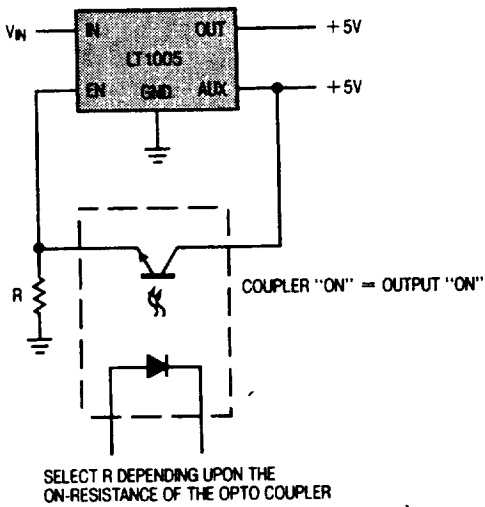 VIN IN OUT +5V
LT1005
EN GND AUX +5V
R
COUPLER "ON" = OUTPUT "ON"
SELECT R DEPENDING UPON THE
ON-RESISTANCE OF THE OPTO COUPLER